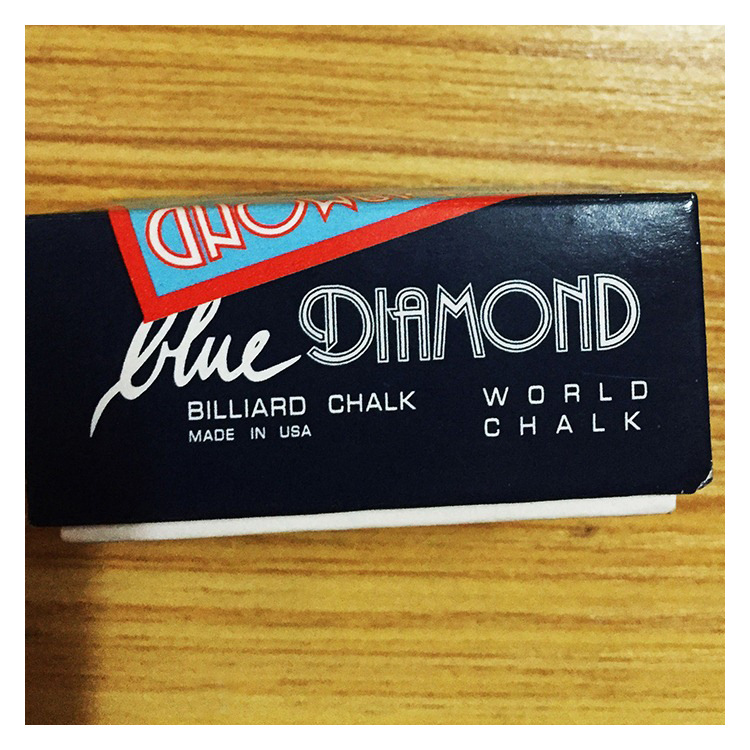 blue DIAMOND
BILLIARD CHALK
MADE IN USA
WORLD
CHALK